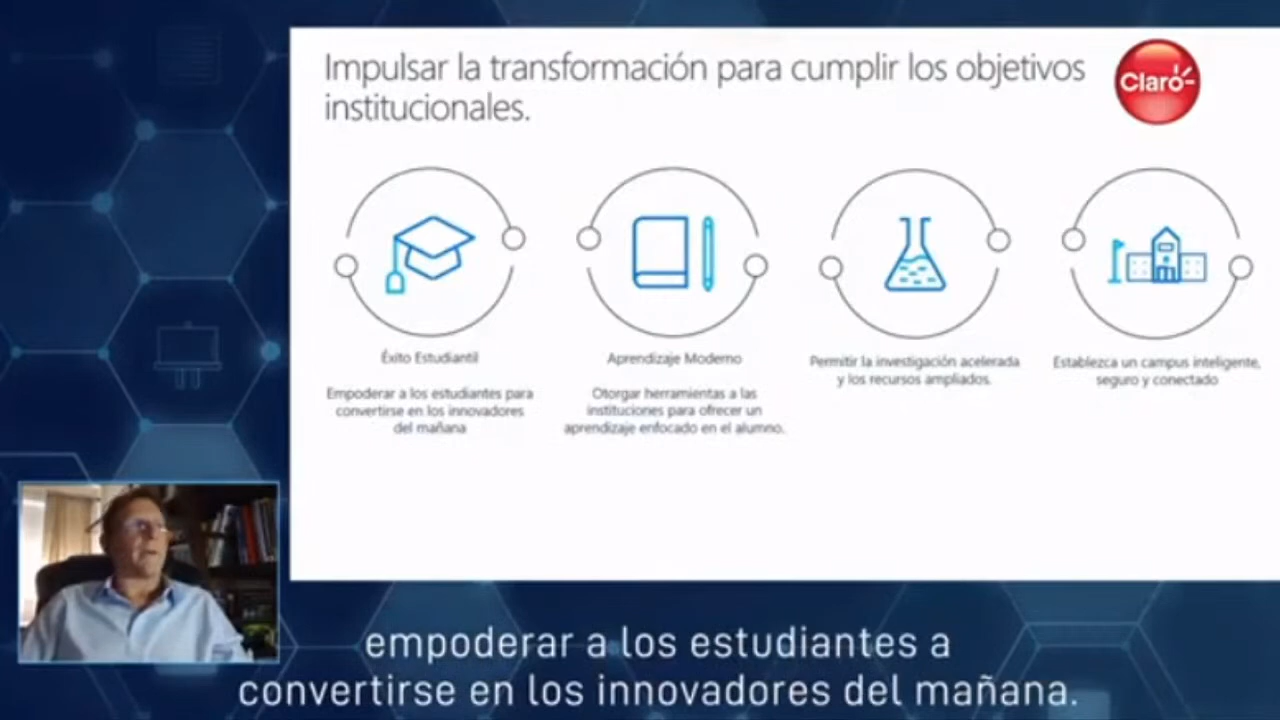 Impulsar la transformación para cumplir los objetivos
institucionales.
Claro
Éxito Estudiantil
Empoderar a los estudiantes para
convertirse en los innovadores
del mañana
Aprendizaje Moderno
Otorgar herramientas a las
instituciones para ofrecer un
aprendizaje enfocado en el alumno.
Permitir la investigación acelerada
y los recursos ampliados.
Establezca un campus inteligente,
seguro y conectado
empoderar a los estudiantes a
convertirse en los innovadores del mañana.